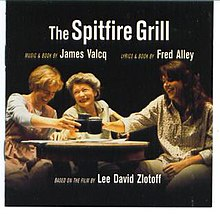 The Spitfire Grill
MUSIC & BOOK BY James Valcq LYRICS & BOOK BY Fred Alley
BASED ON THE FILM BY Lee David Zlotoff